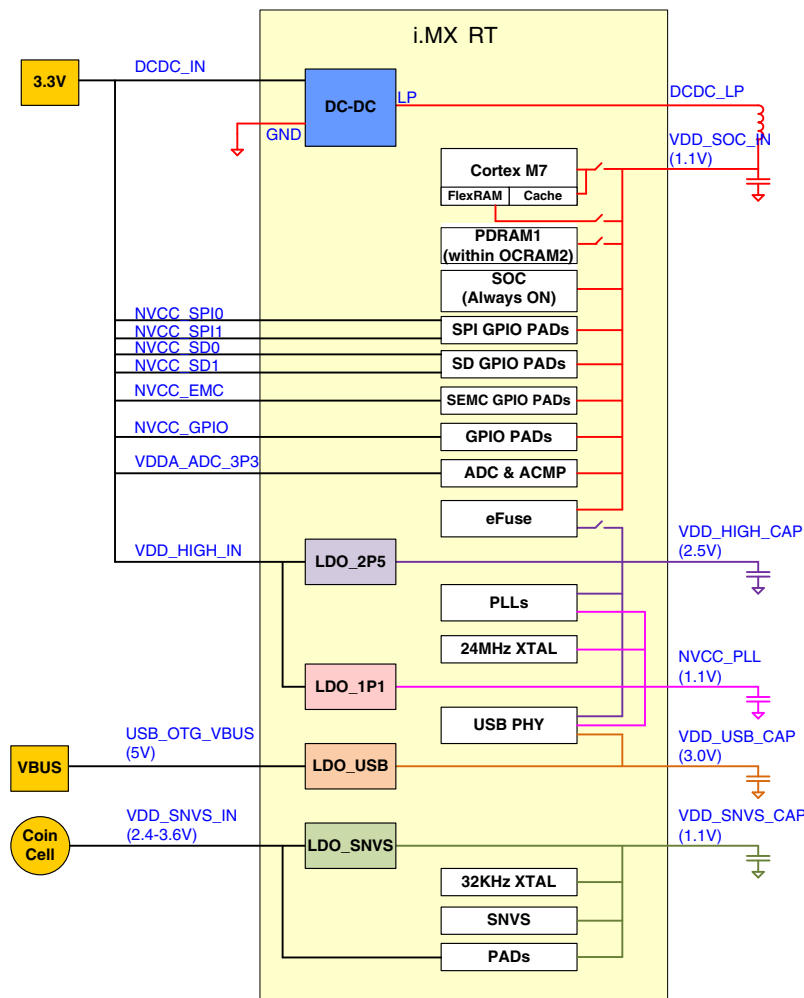 i.MX RT
3.3V
DCDC_IN
DC-DC
LP
GND
DCDC_LP
VDD_SOC_IN
(1.1V)
Cortex M7
FlexRAM
Cache
PDRAM1
(within OCRAM2)
SOC
(Always ON)
NVCC_SPI0
NVCC_SPI1
SPI GPIO PADs
NVCC_SD0
NVCC_SD1
SD GPIO PADs
NVCC_EMC
SEMC GPIO PADs
NVCC_GPIO
GPIO PADs
VDDA_ADC_3P3
ADC & ACMP
eFuse
VDD_HIGH_IN
LDO_2P5
VDD_HIGH_CAP
(2.5V)
PLLs
24MHz XTAL
LDO_1P1
NVCC_PLL
(1.1V)
USB PHY
VBUS
USB_OTG_VBUS
(5V)
LDO_USB
VDD_USB_CAP
(3.0V)
Coin
Cell
VDD_SNVS_IN
(2.4-3.6V)
LDO_SNVS
VDD_SNVS_CAP
(1.1V)
32KHz XTAL
SNVS
PADs